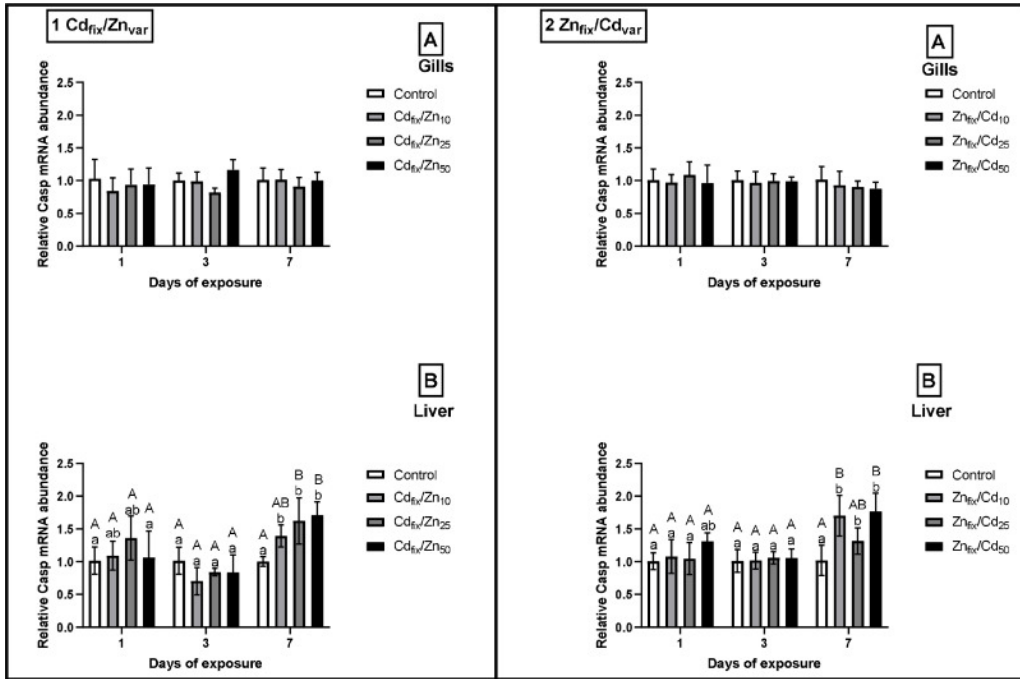 1 Cdfix/Znvar
A
Gills
Relative Casp mRNA abundance
2.5
2.0
1.5
1.0
0.5
0.0
1 3 7
Days of exposure
Control
Cdfix/Zn10
Cdfix/Zn25
Cdfix/Zn50
B
Liver
Relative Casp mRNA abundance
2.5
2.0
1.5
1.0
0.5
0.0
A A A A A A A A A AB B B
a ab ab a a a a a a b b b
1 3 7
Days of exposure
Control
Cdfix/Zn10
Cdfix/Zn25
Cdfix/Zn50
2 Znfix/Cdvar
A
Gills
Relative Casp mRNA abundance
2.5
2.0
1.5
1.0
0.5
0.0
1 3 7
Days of exposure
Control
Znfix/Cd10
Znfix/Cd25
Znfix/Cd50
B
Liver
Relative Casp mRNA abundance
2.5
2.0
1.5
1.0
0.5
0.0
A A A A A A A A A B AB B
a a a ab a a a a a b b b
1 3 7
Days of exposure
Control
Znfix/Cd10
Znfix/Cd25
Znfix/Cd50